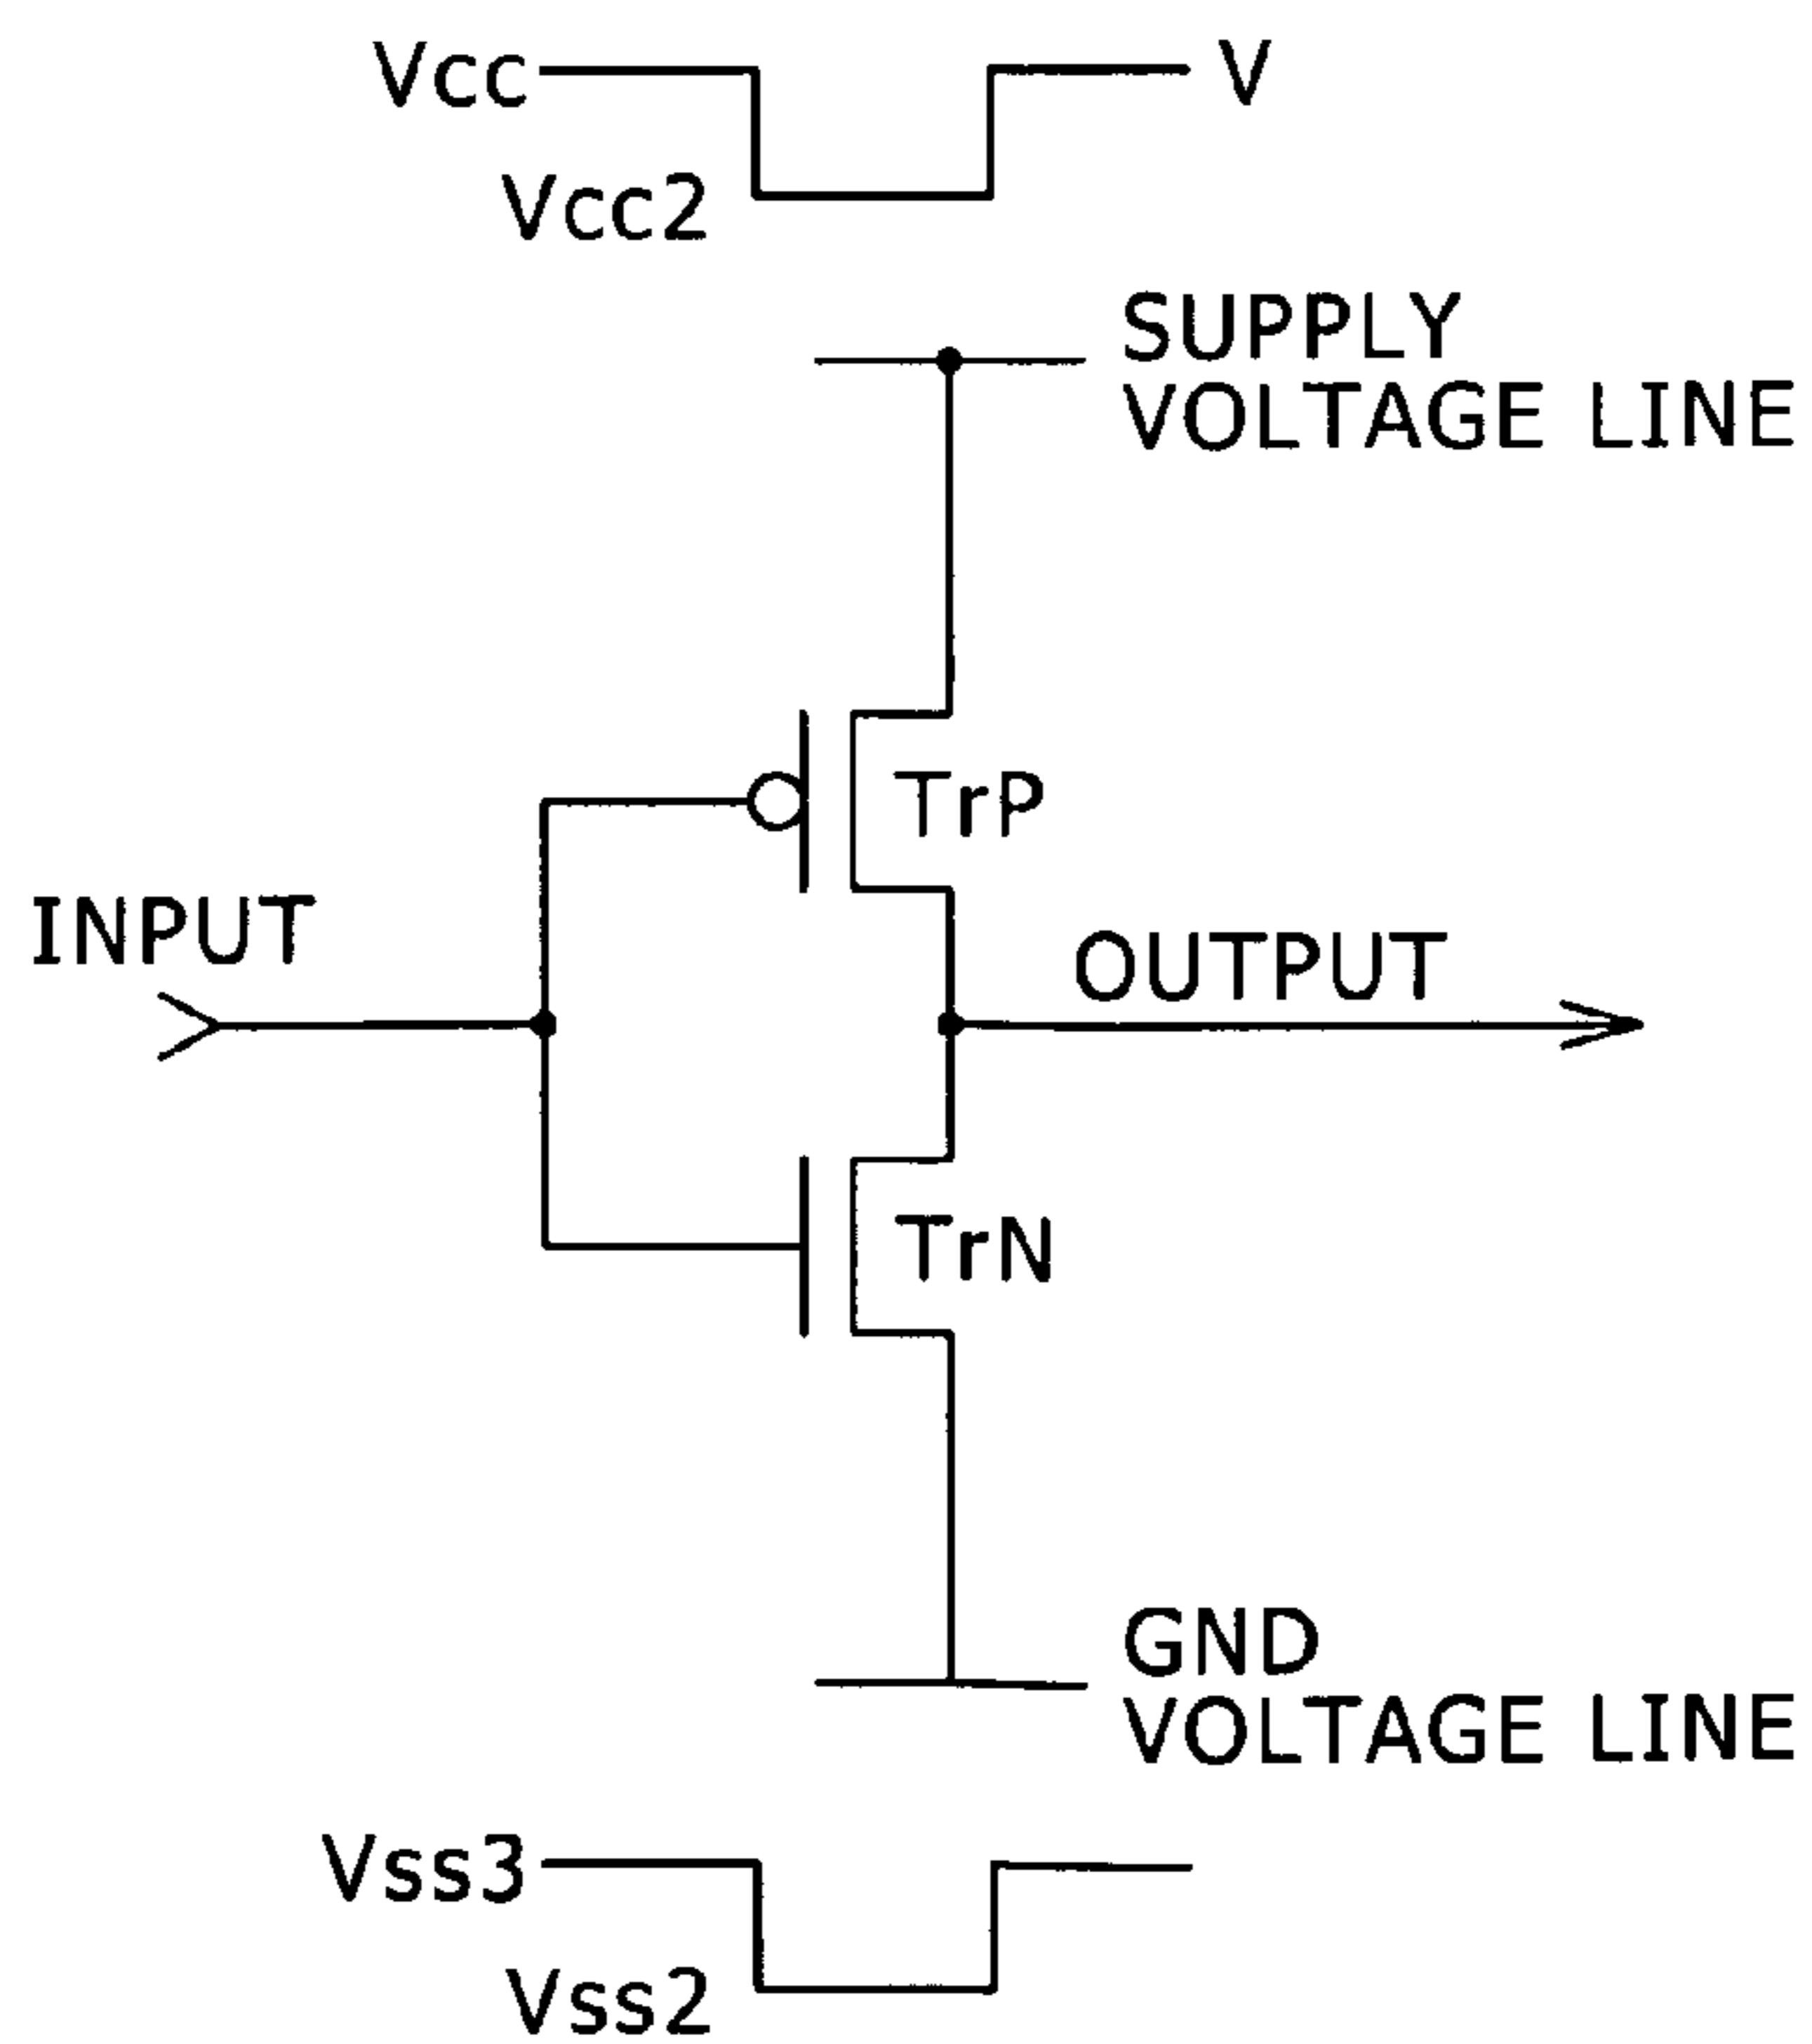 Vcc V
Vcc2
SUPPLY
VOLTAGE LINE
TrP
INPUT
OUTPUT
TrN
GND
VOLTAGE LINE
Vss3
Vss2